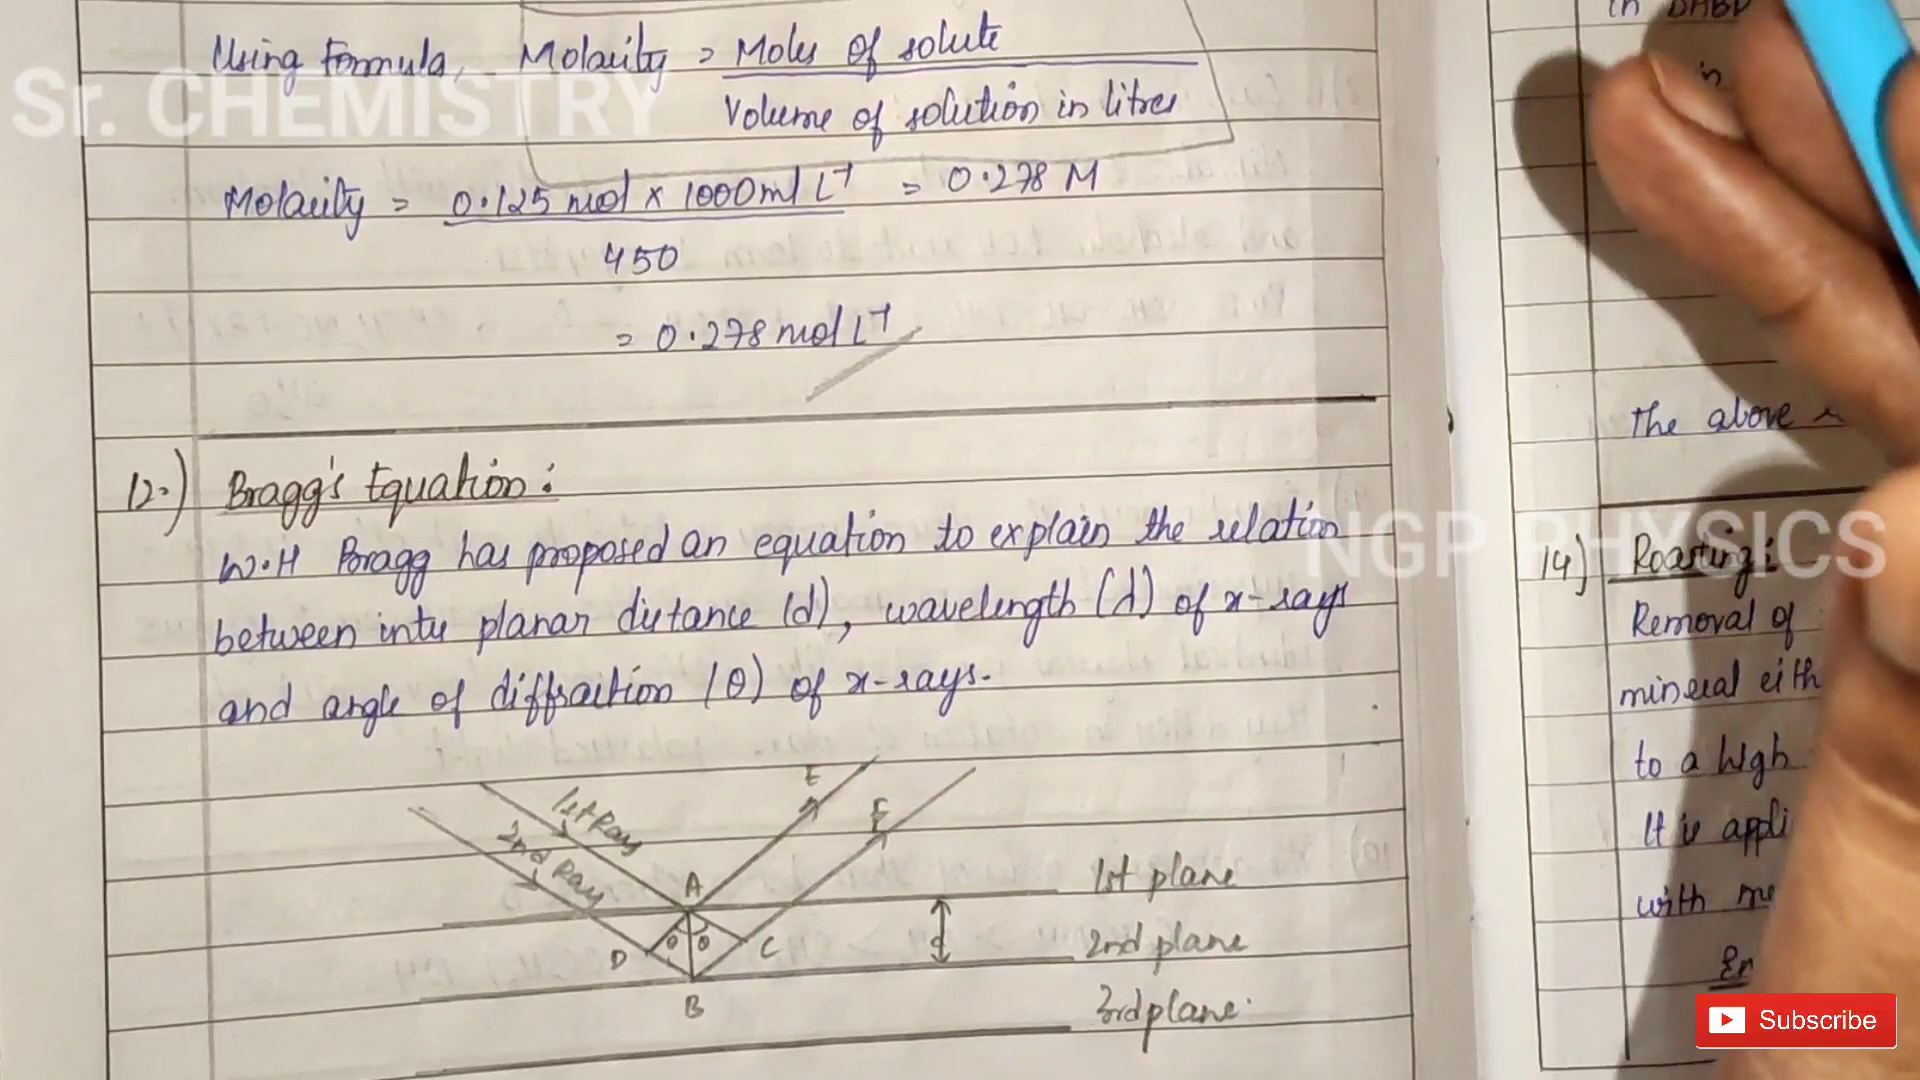 Using Formula, Molarity = Moles of solute
Volume of solution in litres
Sr. CHEMISTRY
Molarity = 0.125 mol x 1000ml L⁻¹ = 0.278 M
450
= 0.278 mol L⁻¹
12.) Bragg's Equation:
W.H Bragg has proposed an equation to explain the relation
between inter planar distance (d), wavelength (λ) of x-rays
and angle of diffraction (θ) of x-rays.
1st Ray
2nd Ray
E
F
A
1st plane
θ θ
D
C
d
2nd plane
B
3rd plane.
in
The above
NGP PHYSICS
14) Roasting:
Removal of
mineral eith
to a high
It is appli
with me
Subscribe